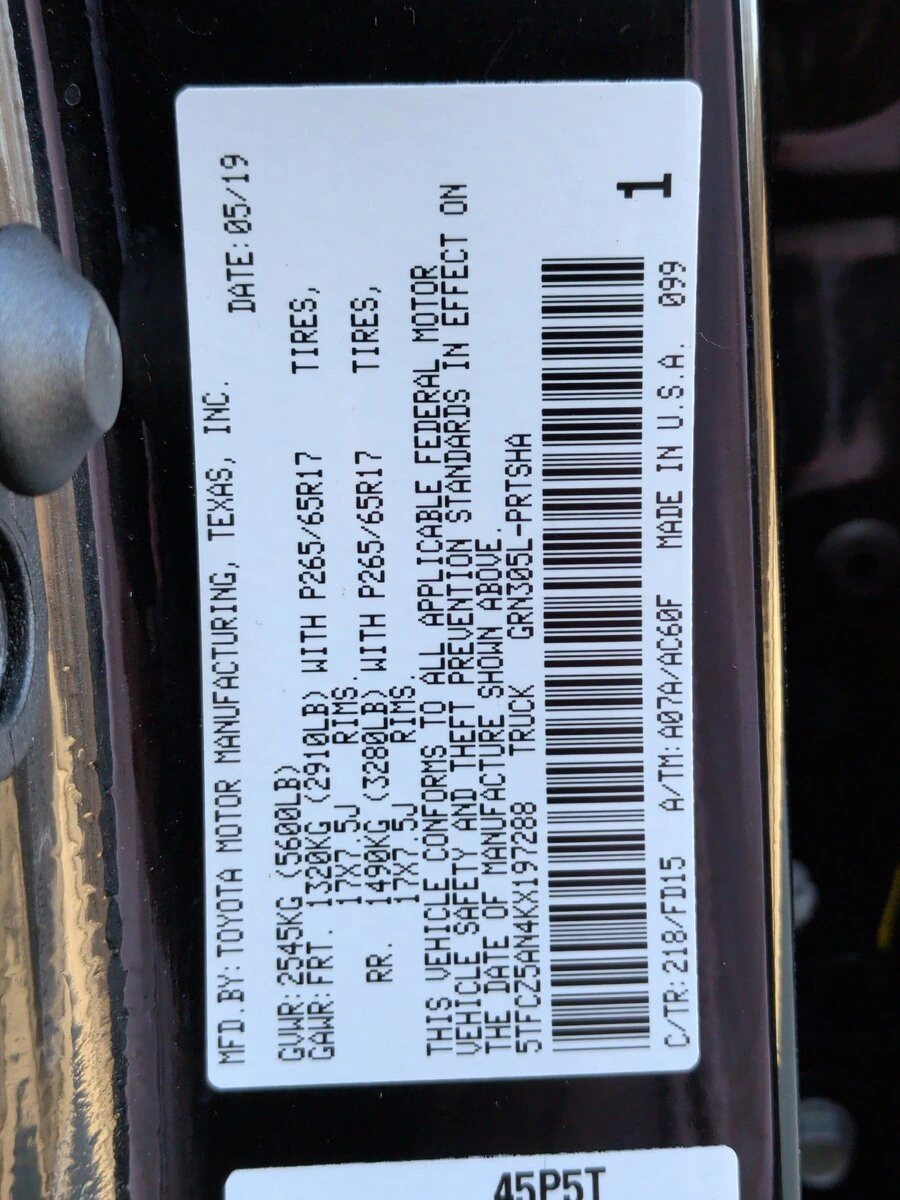 MFD.BY: TOYOTA MOTOR MANUFACTURING, TEXAS, INC. DATE: 05/19
GVWR: 2545KG (5600LB)
GAWR: FRT. 1320KG (2910LB) WITH P265/65R17 TIRES,
17X7.5J RIMS.
RR. 1490KG (3280LB) WITH P265/65R17 TIRES,
17X7.5J RIMS.
THIS VEHICLE CONFORMS TO ALL APPLICABLE FEDERAL MOTOR
VEHICLE SAFETY AND THEFT PREVENTION STANDARDS IN EFFECT ON
THE DATE OF MANUFACTURE SHOWN ABOVE.
5TFCZ5AN4KX197288 TRUCK GRN305L-PRTSHA
1
C/TR: 218/FD15 A/TM: A07A/AC60F MADE IN U.S.A. 099
45P5T